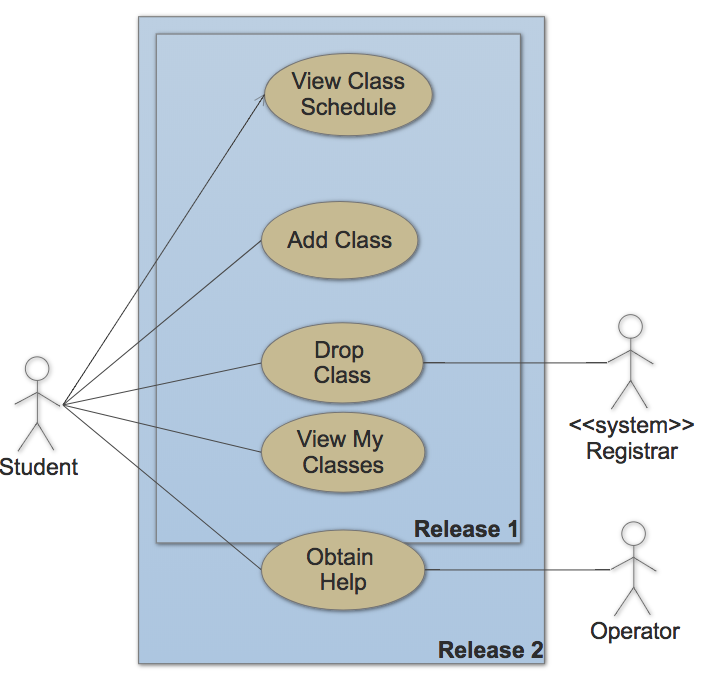 View Class
Schedule
Add Class
Drop
Class
View My
Classes
Release 1
Obtain
Help
Release 2
Student
<<system>>
Registrar
Operator